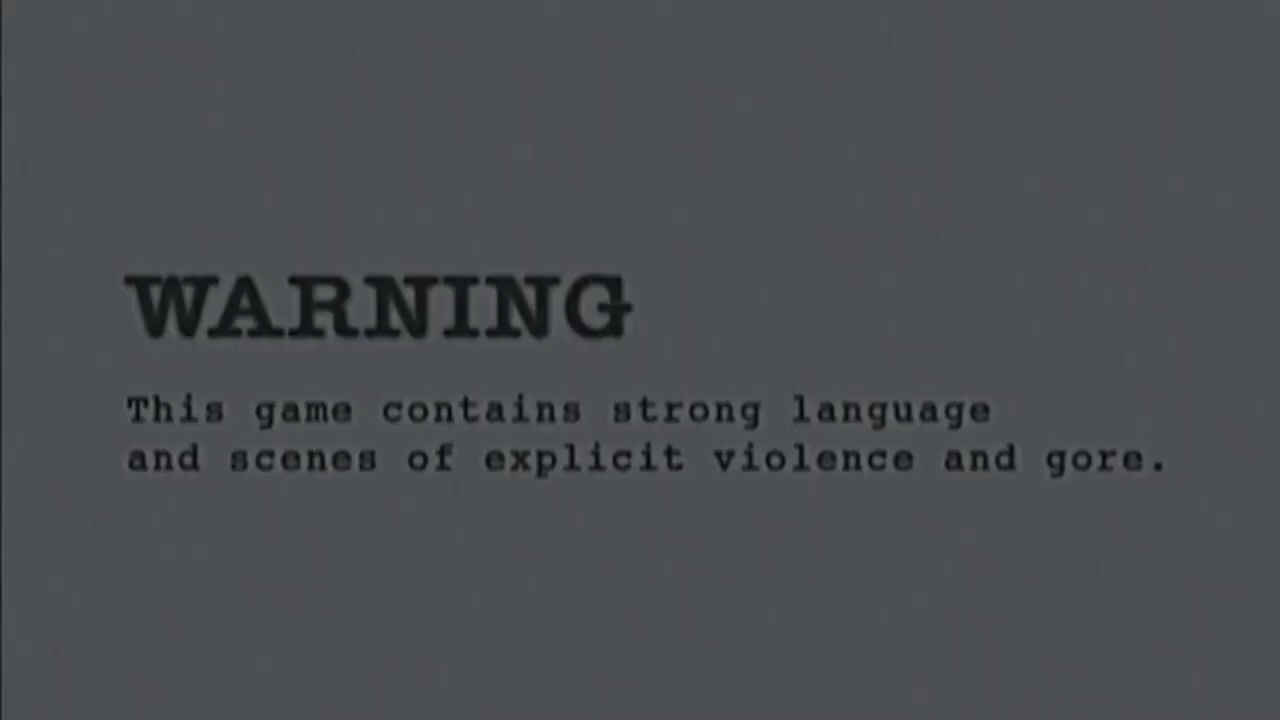 WARNING
This game contains strong language
and scenes of explicit violence and gore.